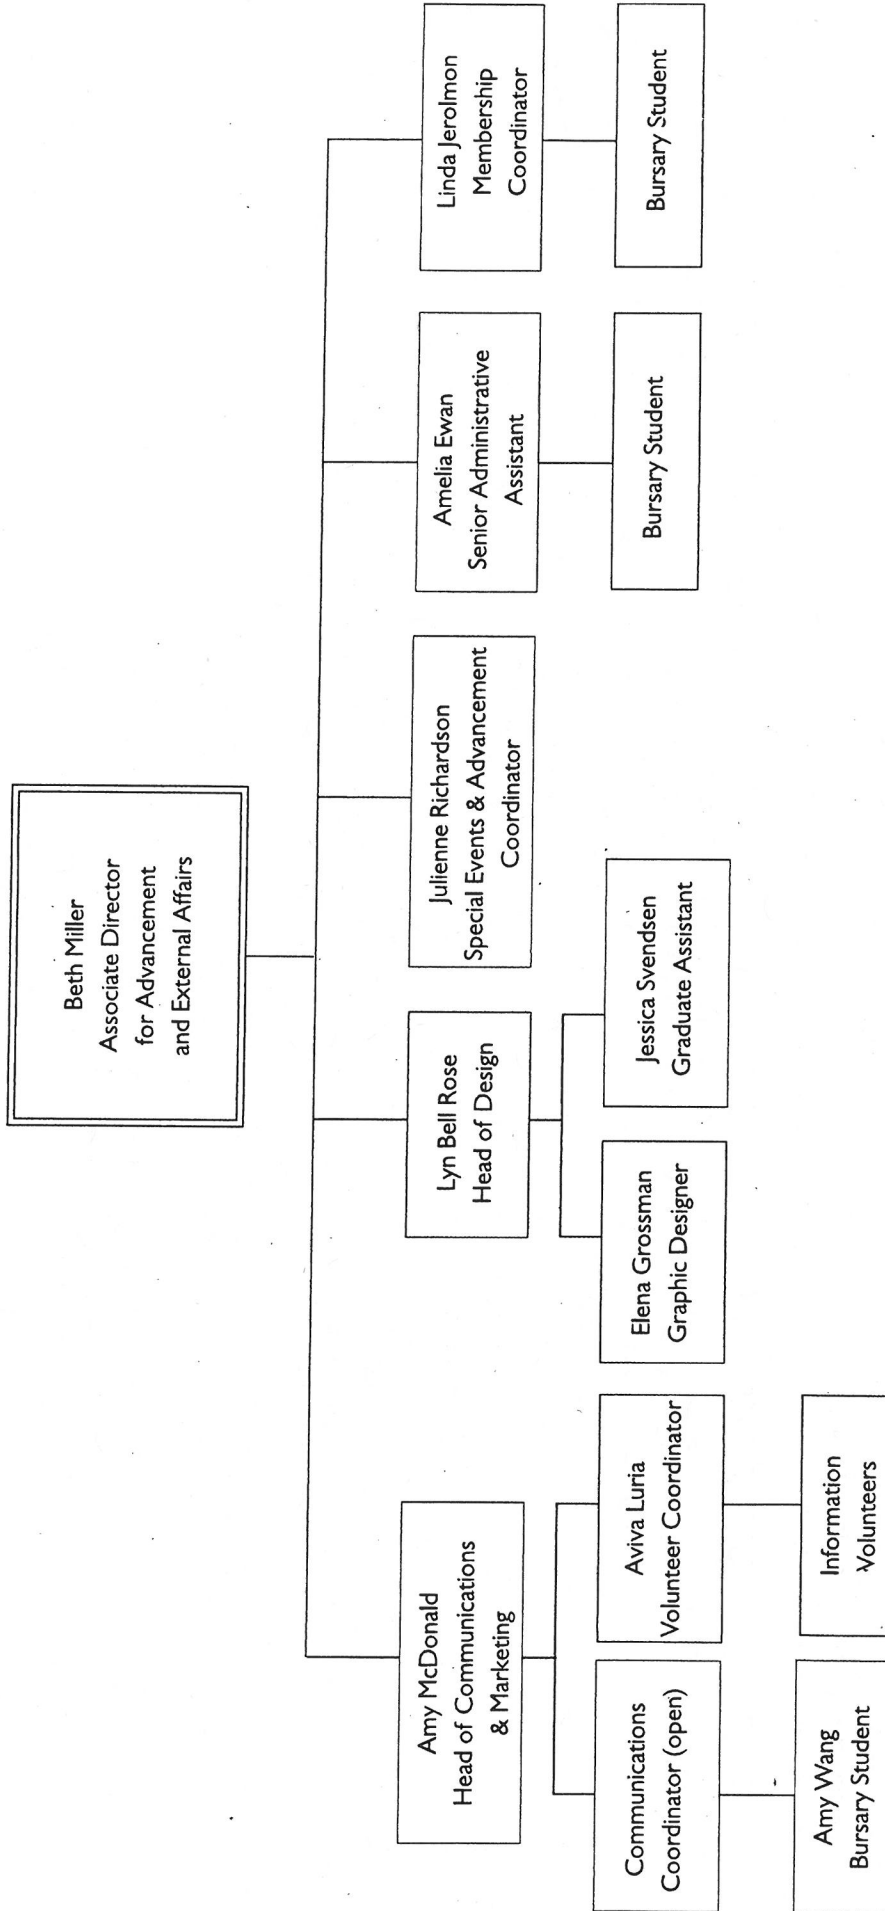 Beth Miller
Associate Director
for Advancement
and External Affairs
Amy McDonald
Head of Communications
& Marketing
Lyn Bell Rose
Head of Design
Julienne Richardson
Special Events & Advancement
Coordinator
Amelia Ewan
Senior Administrative
Assistant
Linda Jerolmon
Membership
Coordinator
Communications
Coordinator (open)
Aviva Luria
Volunteer Coordinator
Elena Grossman
Graphic Designer
Jessica Svendsen
Graduate Assistant
Bursary Student
Bursary Student
Amy Wang
Bursary Student
Information
Volunteers